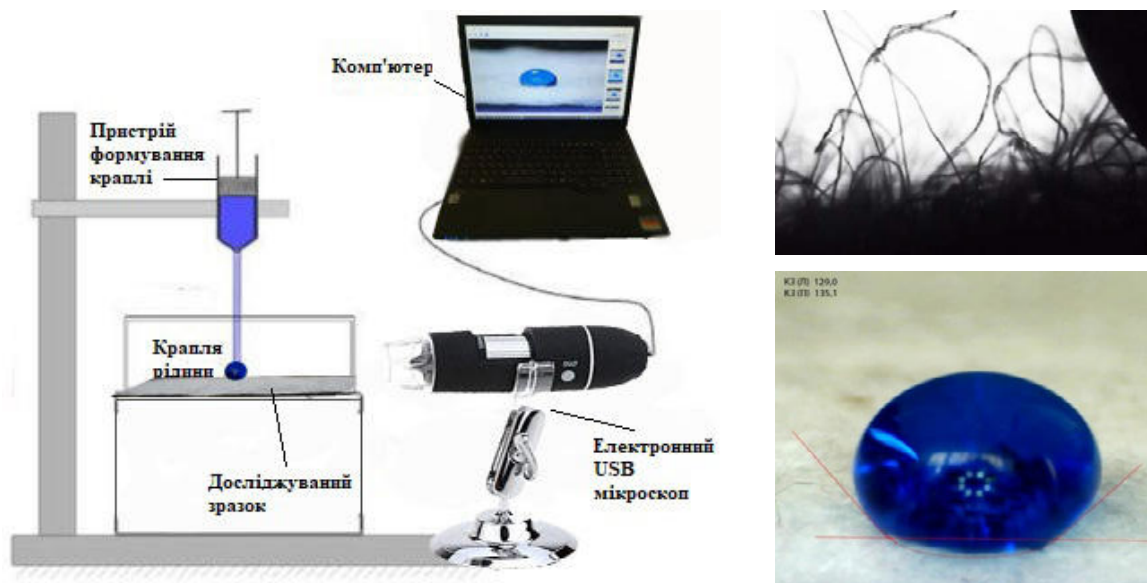 Комп'ютер
Пристрій
формування
краплі
Крапля
рідини
Досліджуваний
зразок
Електронний
USB
мікроскоп
КЗ (Л) 129,0
КЗ (П) 135,1